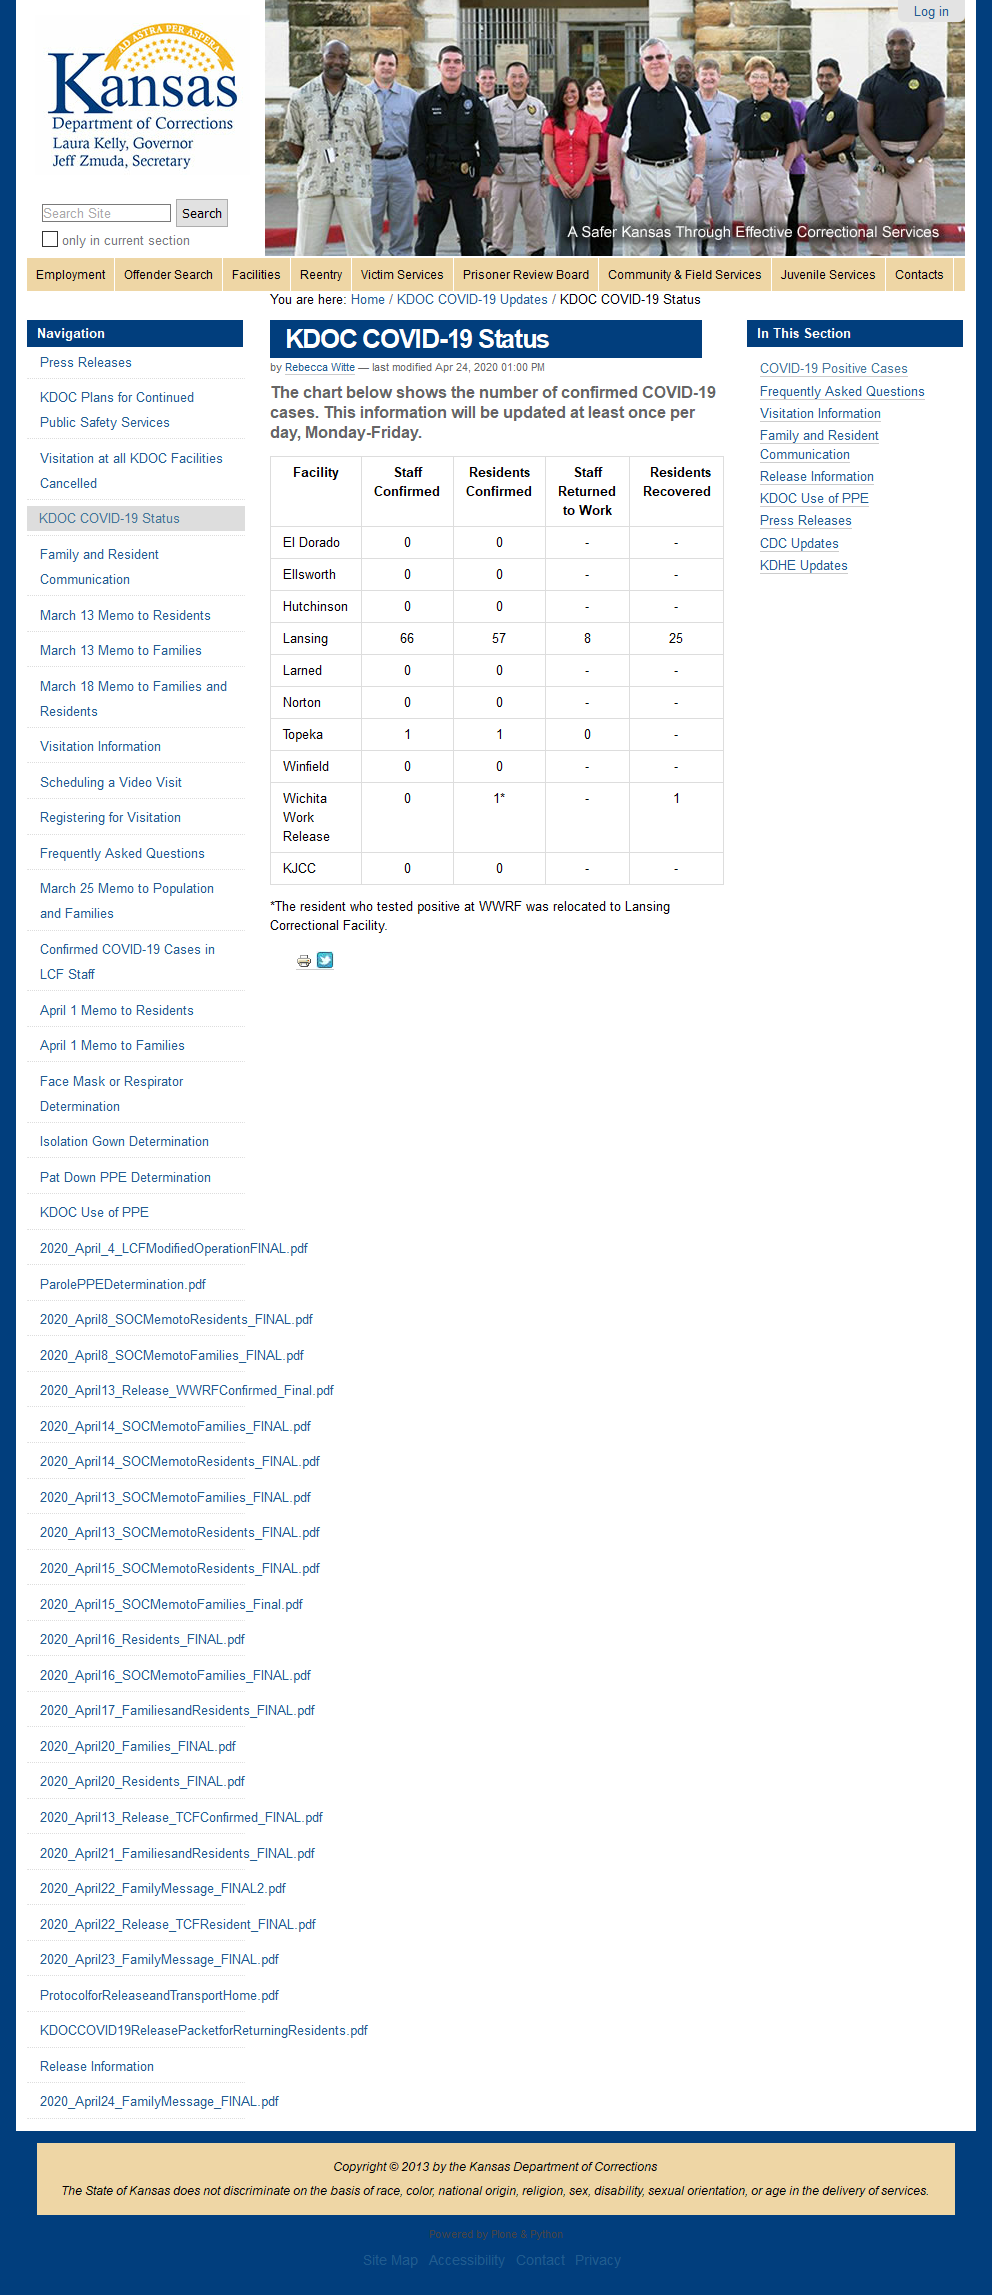 Log in
AD ASTRA PER ASPERA
Kansas
Department of Corrections
Laura Kelly, Governor
Jeff Zmuda, Secretary
Search Site
Search
only in current section
A Safer Kansas Through Effective Correctional Services
Employment Offender Search Facilities Reentry Victim Services Prisoner Review Board Community & Field Services Juvenile Services Contacts
You are here: Home / KDOC COVID-19 Updates / KDOC COVID-19 Status
Navigation
Press Releases
KDOC Plans for Continued
Public Safety Services
Visitation at all KDOC Facilities
Cancelled
KDOC COVID-19 Status
Family and Resident
Communication
March 13 Memo to Residents
March 13 Memo to Families
March 18 Memo to Families and
Residents
Visitation Information
Scheduling a Video Visit
Registering for Visitation
Frequently Asked Questions
March 25 Memo to Population
and Families
Confirmed COVID-19 Cases in
LCF Staff
April 1 Memo to Residents
April 1 Memo to Families
Face Mask or Respirator
Determination
Isolation Gown Determination
Pat Down PPE Determination
KDOC Use of PPE
2020_April_4_LCFModifiedOperationFINAL.pdf
ParolePPEDetermination.pdf
2020_April8_SOCMemotoResidents_FINAL.pdf
2020_April8_SOCMemotoFamilies_FINAL.pdf
2020_April13_Release_WWRFConfirmed_Final.pdf
2020_April14_SOCMemotoFamilies_FINAL.pdf
2020_April14_SOCMemotoResidents_FINAL.pdf
2020_April13_SOCMemotoFamilies_FINAL.pdf
2020_April13_SOCMemotoResidents_FINAL.pdf
2020_April15_SOCMemotoResidents_FINAL.pdf
2020_April15_SOCMemotoFamilies_Final.pdf
2020_April16_Residents_FINAL.pdf
2020_April16_SOCMemotoFamilies_FINAL.pdf
2020_April17_FamiliesandResidents_FINAL.pdf
2020_April20_Families_FINAL.pdf
2020_April20_Residents_FINAL.pdf
2020_April13_Release_TCFConfirmed_FINAL.pdf
2020_April21_FamiliesandResidents_FINAL.pdf
2020_April22_FamilyMessage_FINAL2.pdf
2020_April22_Release_TCFResident_FINAL.pdf
2020_April23_FamilyMessage_FINAL.pdf
ProtocolforReleaseandTransportHome.pdf
KDOCCOVID19ReleasePacketforReturningResidents.pdf
Release Information
2020_April24_FamilyMessage_FINAL.pdf
KDOC COVID-19 Status
by Rebecca Witte — last modified Apr 24, 2020 01:00 PM
The chart below shows the number of confirmed COVID-19
cases. This information will be updated at least once per
day, Monday-Friday.
Facility Staff Residents Staff Residents
Confirmed Confirmed Returned Recovered
to Work
El Dorado 0 0 - -
Ellsworth 0 0 - -
Hutchinson 0 0 - -
Lansing 66 57 8 25
Larned 0 0 - -
Norton 0 0 - -
Topeka 1 1 0 -
Winfield 0 0 - -
Wichita 0 1* - 1
Work
Release
KJCC 0 0 - -
*The resident who tested positive at WWRF was relocated to Lansing
Correctional Facility.
In This Section
COVID-19 Positive Cases
Frequently Asked Questions
Visitation Information
Family and Resident
Communication
Release Information
KDOC Use of PPE
Press Releases
CDC Updates
KDHE Updates
Copyright © 2013 by the Kansas Department of Corrections
The State of Kansas does not discriminate on the basis of race, color, national origin, religion, sex, disability, sexual orientation, or age in the delivery of services.
Powered by Plone & Python
Site Map Accessibility Contact Privacy